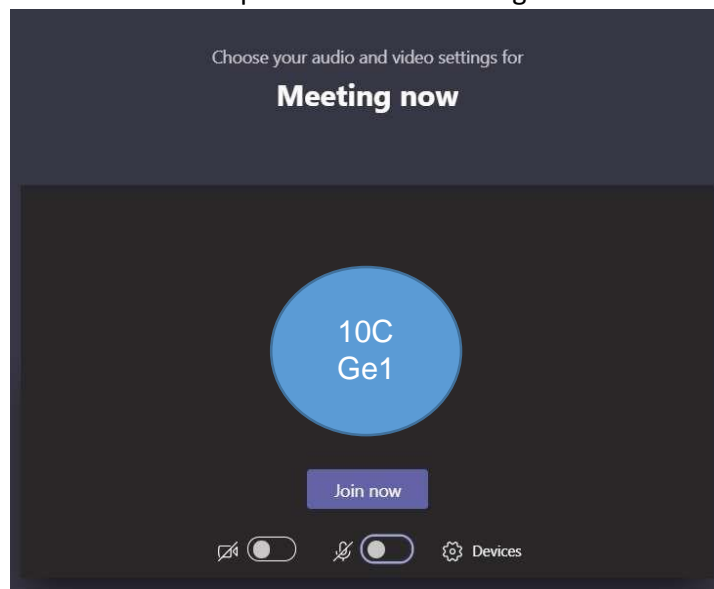 Choose your audio and video settings for
Meeting now
10C
Ge1
Join now
Devices